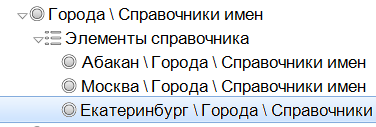 Города \ Справочники имен
Элементы справочника
Абакан \ Города \ Справочники имен
Москва \ Города \ Справочники имен
Екатеринбург \ Города \ Справочники